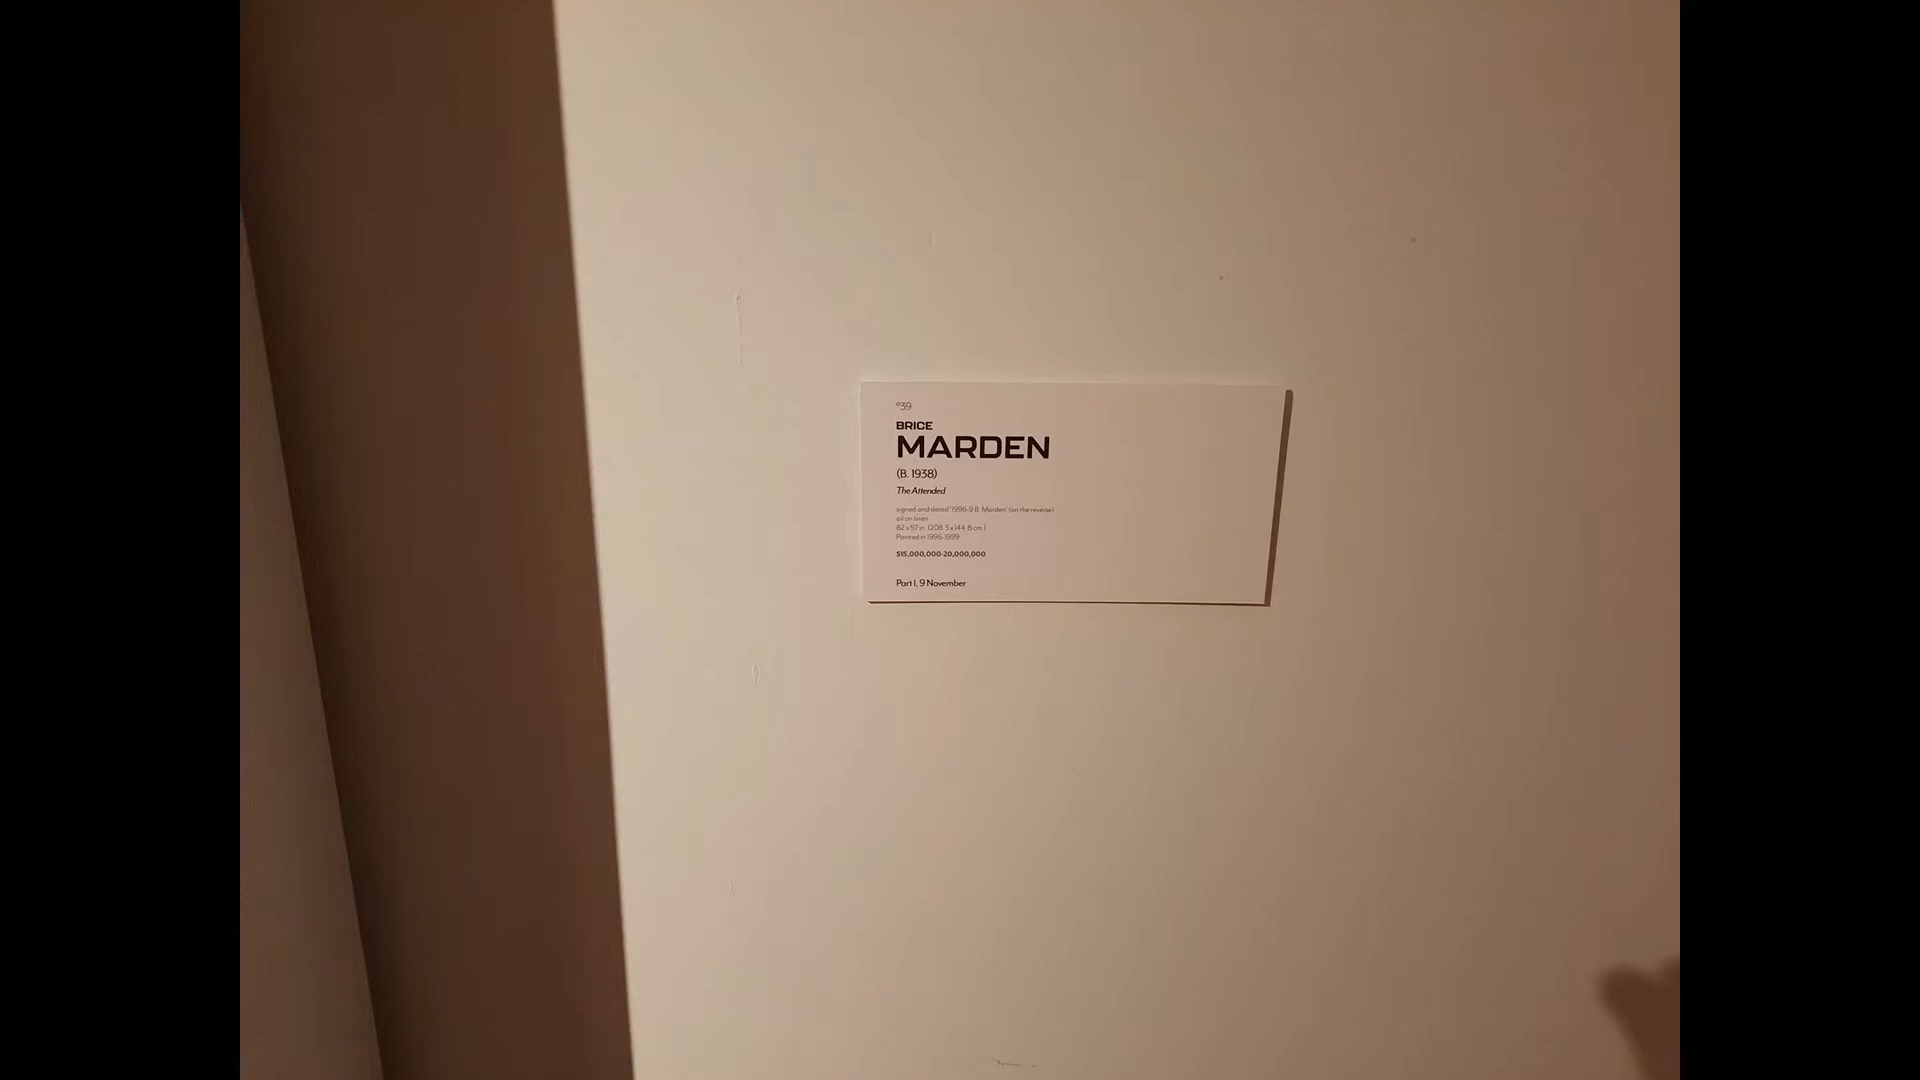 °39
BRICE
MARDEN
(B. 1938)
The Attended
signed and dated '1996-9 B. Marden' (on the reverse)
oil on linen
82 x 57 in. (208.3 x 144.8 cm.)
Painted in 1996-1999
$15,000,000-20,000,000
Part I, 9 November